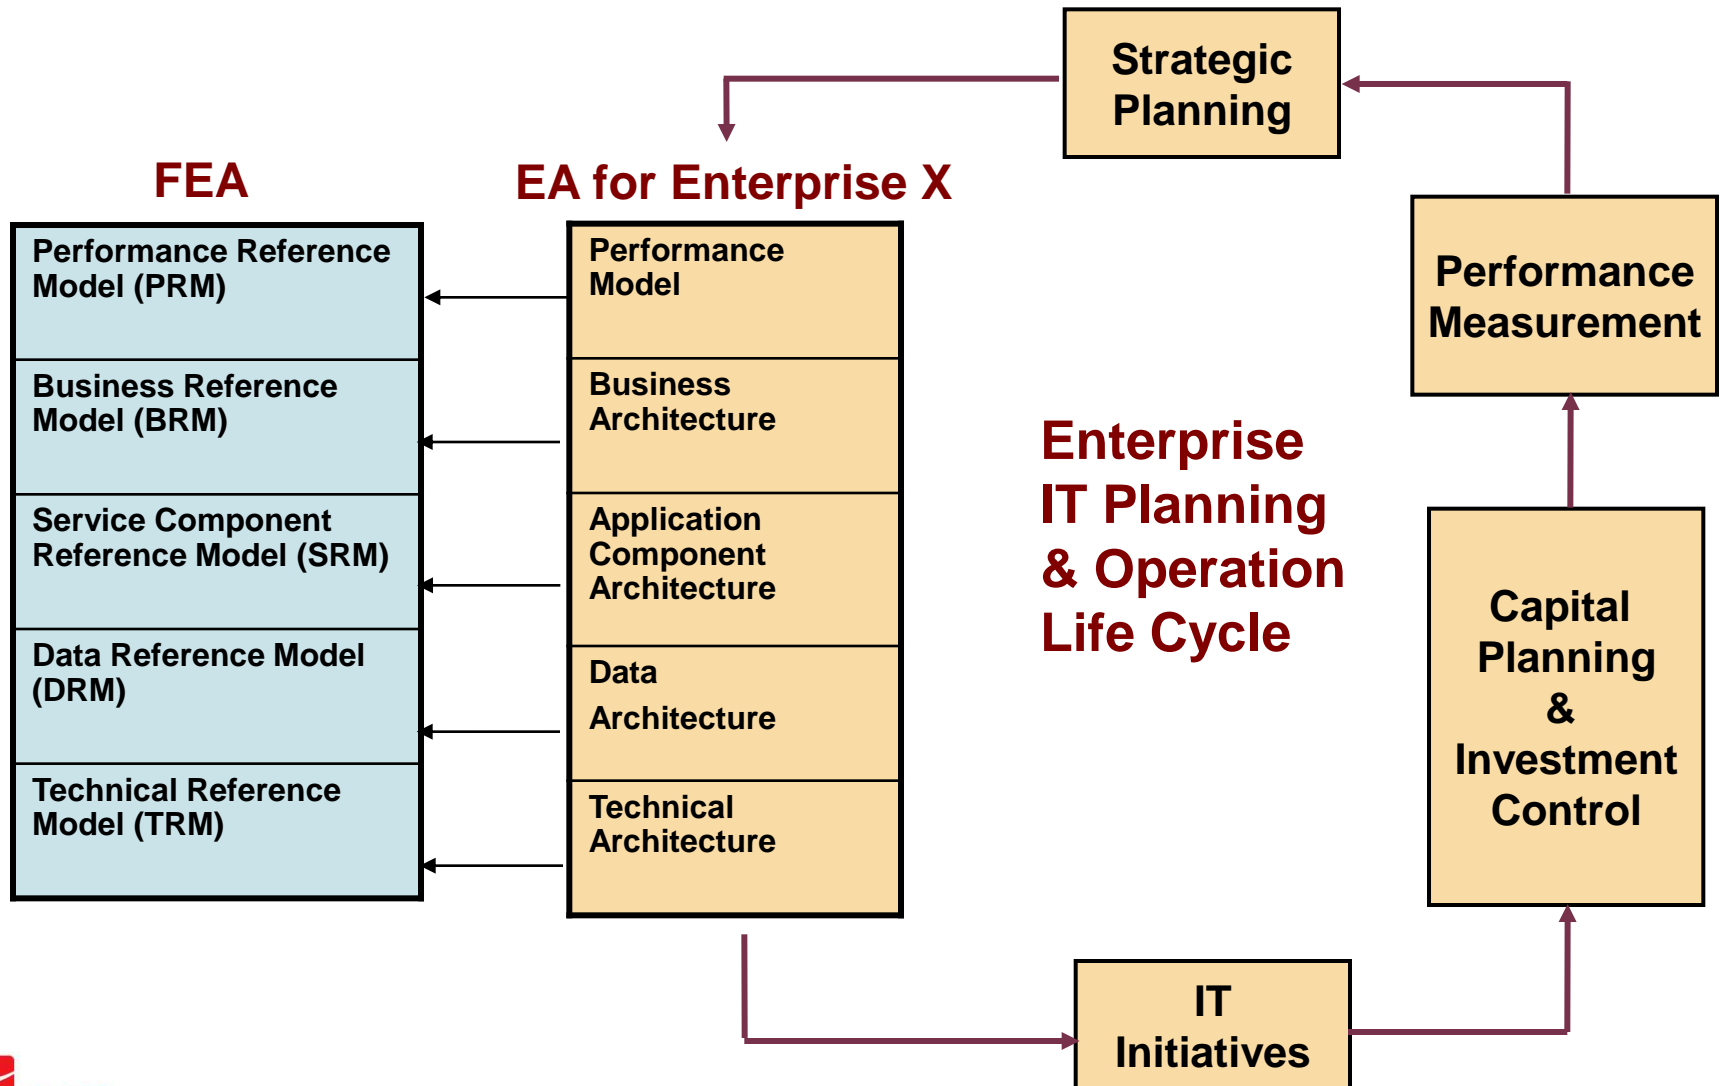 Strategic
Planning
FEA
EA for Enterprise X
Performance Reference
Model (PRM)
Business Reference
Model (BRM)
Service Component
Reference Model (SRM)
Data Reference Model
(DRM)
Technical Reference
Model (TRM)
Performance
Model
Business
Architecture
Application
Component
Architecture
Data
Architecture
Technical
Architecture
Enterprise
IT Planning
& Operation
Life Cycle
Performance
Measurement
Capital
Planning
&
Investment
Control
IT
Initiatives